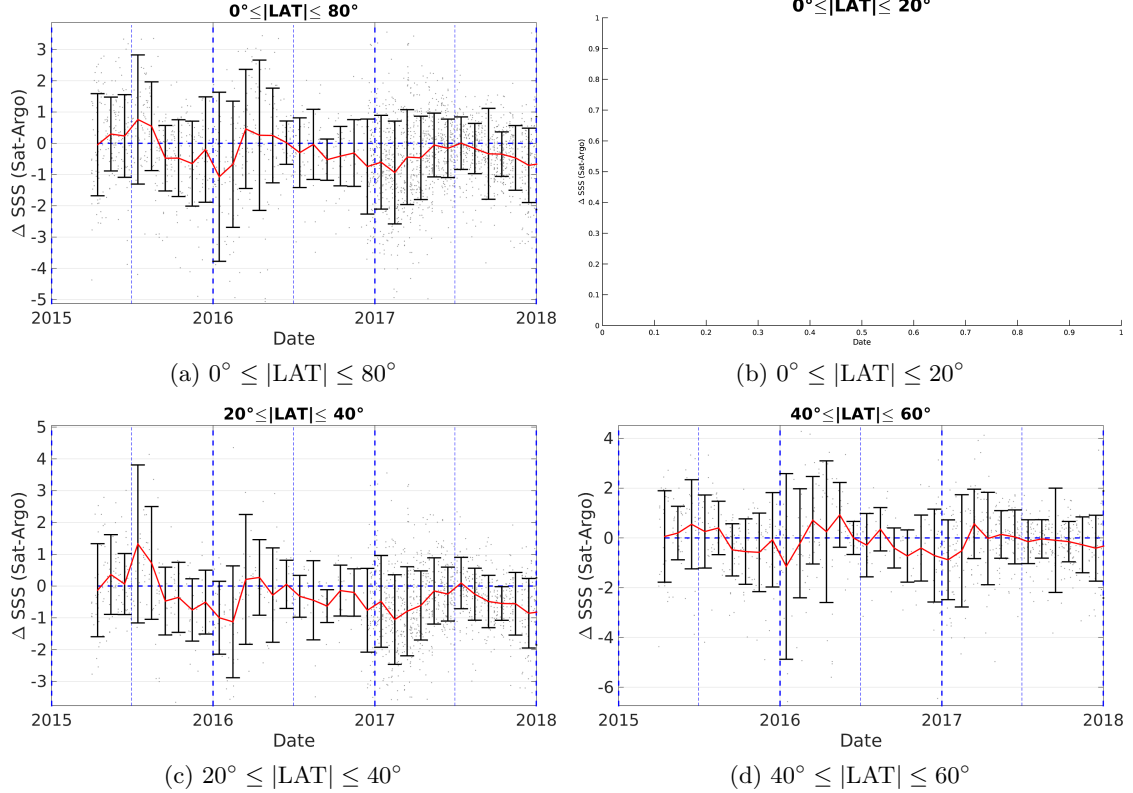 0°≤|LAT|≤ 80°
Δ SSS (Sat-Argo)
3
2
1
0
-1
-2
-3
-4
-5
2015 2016 2017 2018
Date
(a) 0° ≤ |LAT| ≤ 80°
0°≤|LAT|≤ 20°
Δ SSS (Sat-Argo)
1
0.9
0.8
0.7
0.6
0.5
0.4
0.3
0.2
0.1
0
0 0.1 0.2 0.3 0.4 0.5 0.6 0.7 0.8 0.9 1
Date
(b) 0° ≤ |LAT| ≤ 20°
20°≤|LAT|≤ 40°
Δ SSS (Sat-Argo)
5
4
3
2
1
0
-1
-2
-3
2015 2016 2017 2018
Date
(c) 20° ≤ |LAT| ≤ 40°
40°≤|LAT|≤ 60°
Δ SSS (Sat-Argo)
4
2
0
-2
-4
-6
2015 2016 2017 2018
Date
(d) 40° ≤ |LAT| ≤ 60°